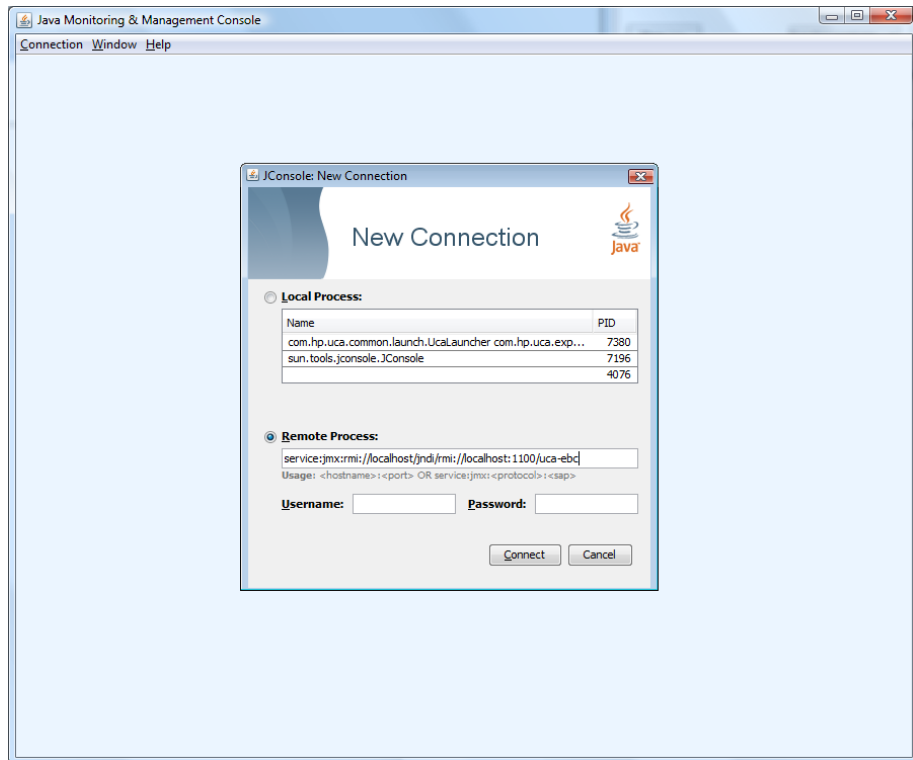 Java Monitoring & Management Console
Connection Window Help
JConsole: New Connection
New Connection
Java
Local Process:
Name PID
com.hp.uca.common.launch.UcaLauncher com.hp.uca.exp... 7380
sun.tools.jconsole.JConsole 7196
4076
Remote Process:
service:jmx:rmi://localhost/jndi/rmi://localhost:1100/uca-ebc
Usage: <hostname>:<port> OR service:jmx:<protocol>:<sap>
Username: Password:
Connect Cancel